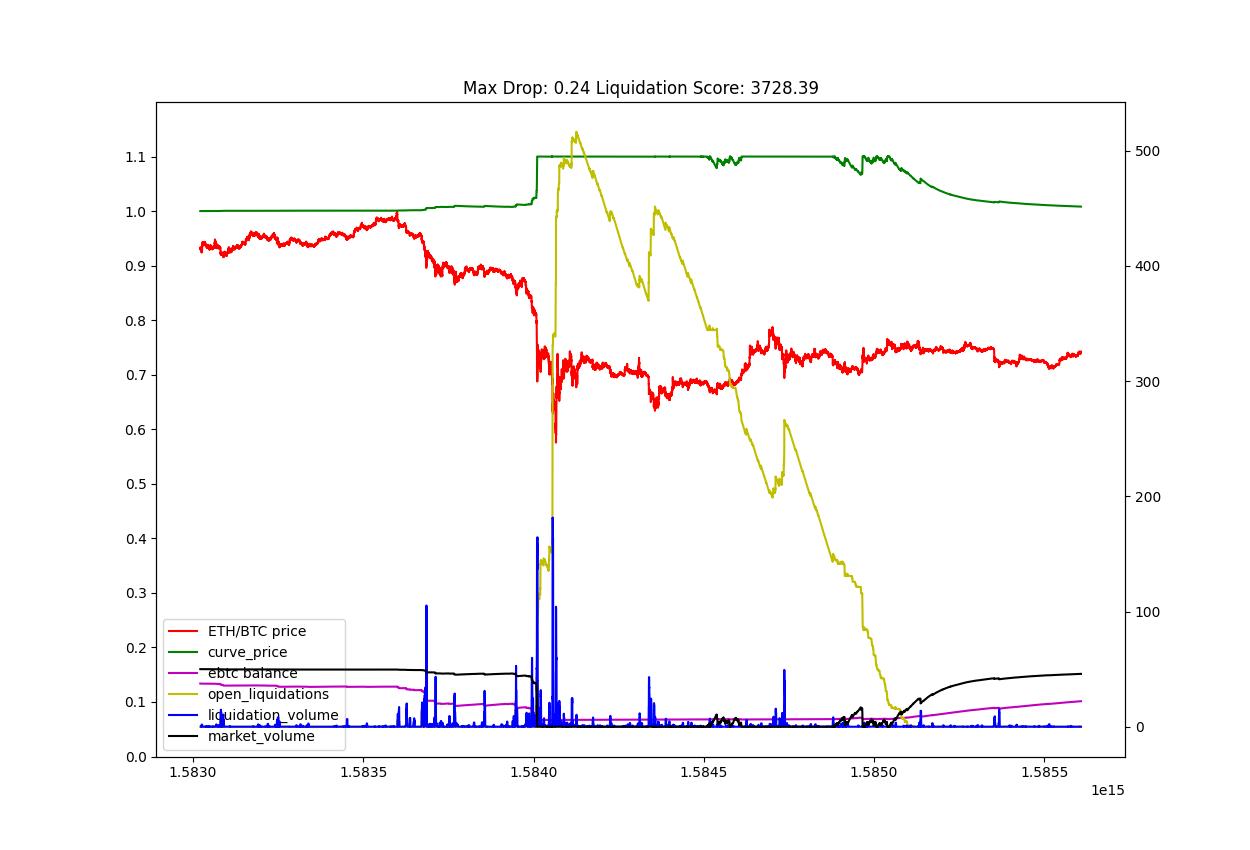 Max Drop: 0.24 Liquidation Score: 3728.39
1.1
1.0
0.9
0.8
0.7
0.6
0.5
0.4
0.3
0.2
0.1
0.0
500
400
300
200
100
0
ETH/BTC price
curve_price
ebtc balance
open_liquidations
liquidation_volume
market_volume
1.5830 1.5835 1.5840 1.5845 1.5850 1.5855
1e15